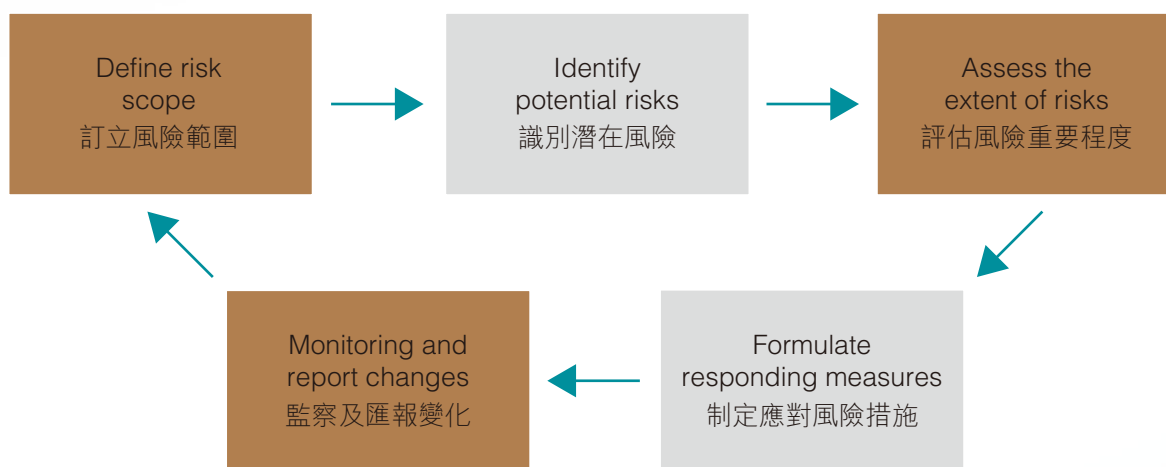 Define risk
scope
訂立風險範圍
Identify
potential risks
識別潛在風險
Assess the
extent of risks
評估風險重要程度
Formulate
responding measures
制定應對風險措施
Monitoring and
report changes
監察及匯報變化